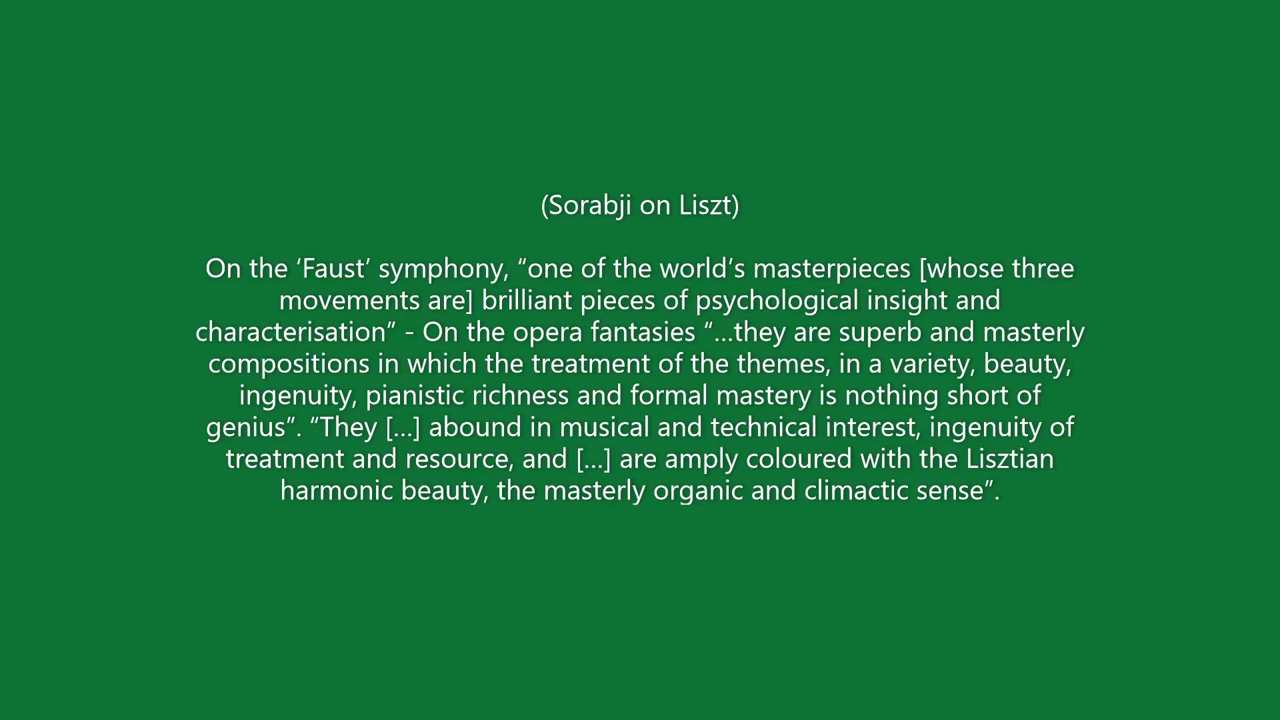 (Sorabji on Liszt)
On the ‘Faust’ symphony, “one of the world’s masterpieces [whose three
movements are] brilliant pieces of psychological insight and
characterisation” - On the opera fantasies “...they are superb and masterly
compositions in which the treatment of the themes, in a variety, beauty,
ingenuity, pianistic richness and formal mastery is nothing short of
genius”. “They [...] abound in musical and technical interest, ingenuity of
treatment and resource, and [...] are amply coloured with the Lisztian
harmonic beauty, the masterly organic and climactic sense”.